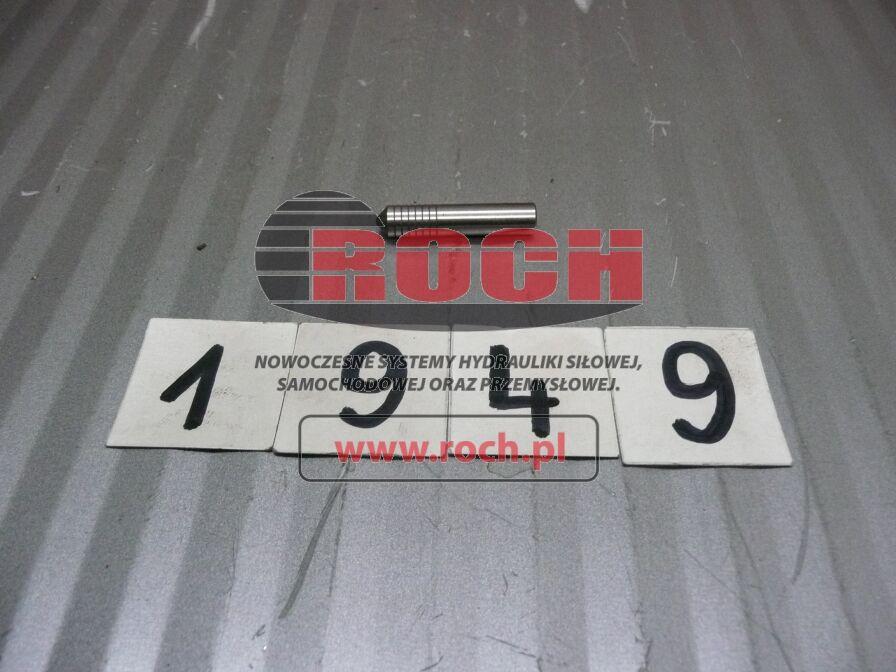 ROCH
NOWOCZESNE SYSTEMY HYDRAULIKI SIŁOWEJ,
SAMOCHODOWEJ ORAZ PRZEMYSŁOWEJ.
1 9 4 9
www.roch.pl